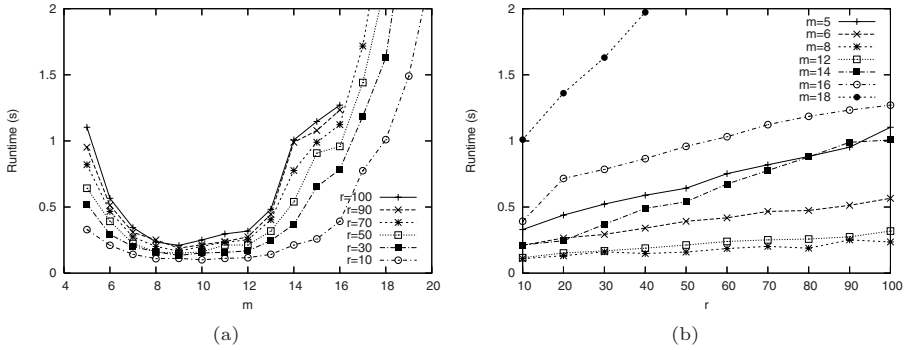 Runtime (s)
2
1.5
1
0.5
0
4
6
8
10
12
14
16
18
20
m
r=100
r=90
r=70
r=50
r=30
r=10
(a)
Runtime (s)
2
1.5
1
0.5
0
10
20
30
40
50
60
70
80
90
100
r
m=5
m=6
m=8
m=12
m=14
m=16
m=18
(b)